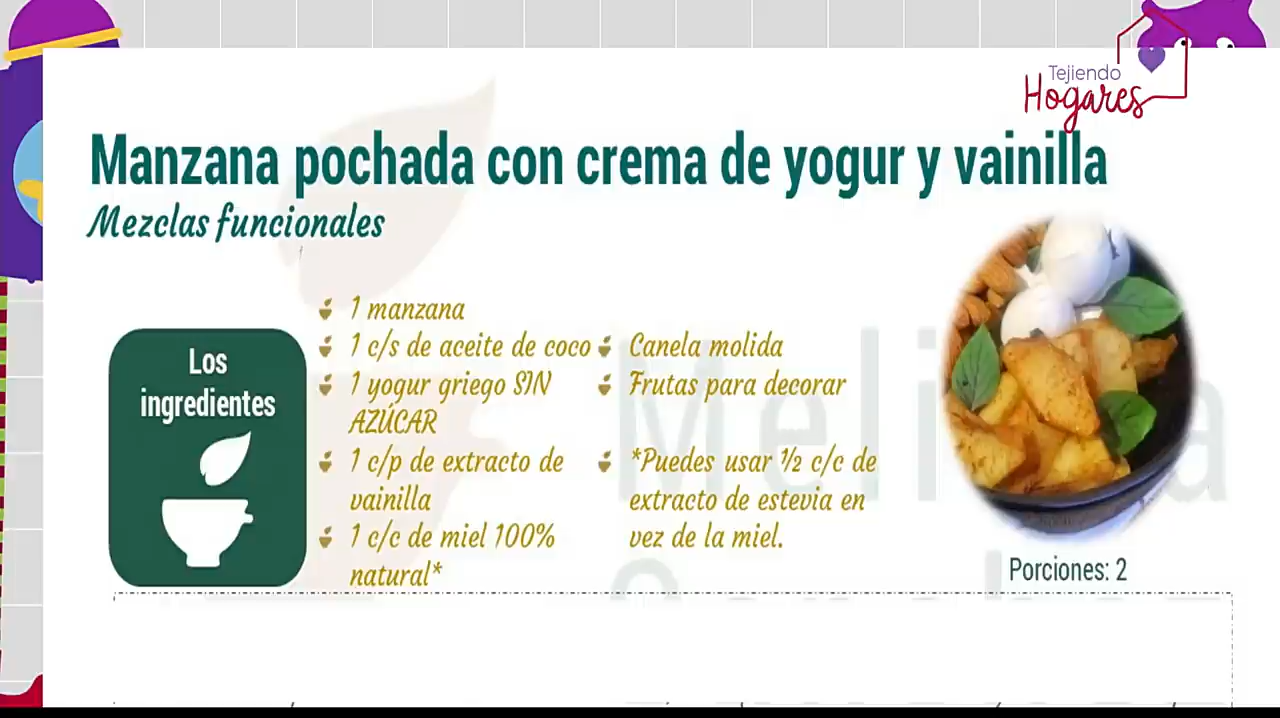 Tejiendo
Hogares
Manzana pochada con crema de yogur y vainilla
Mezclas funcionales
Los
ingredientes
1 manzana
1 c/s de aceite de coco
1 yogur griego SIN
AZÚCAR
1 c/p de extracto de
vainilla
1 c/c de miel 100%
natural*
Canela molida
Frutas para decorar
*Puedes usar ½ c/c de
extracto de estevia en
vez de la miel.
Porciones: 2